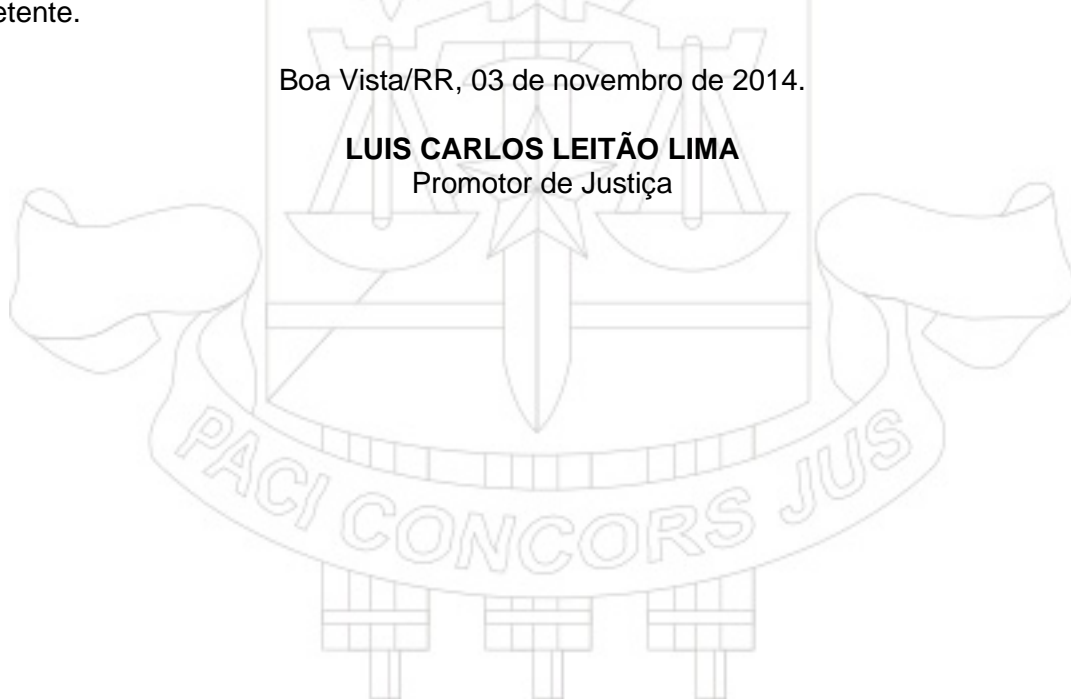 etente.
Boa Vista/RR, 03 de novembro de 2014.
LUIS CARLOS LEITÃO LIMA
Promotor de Justiça
PACI CONCORS JUS